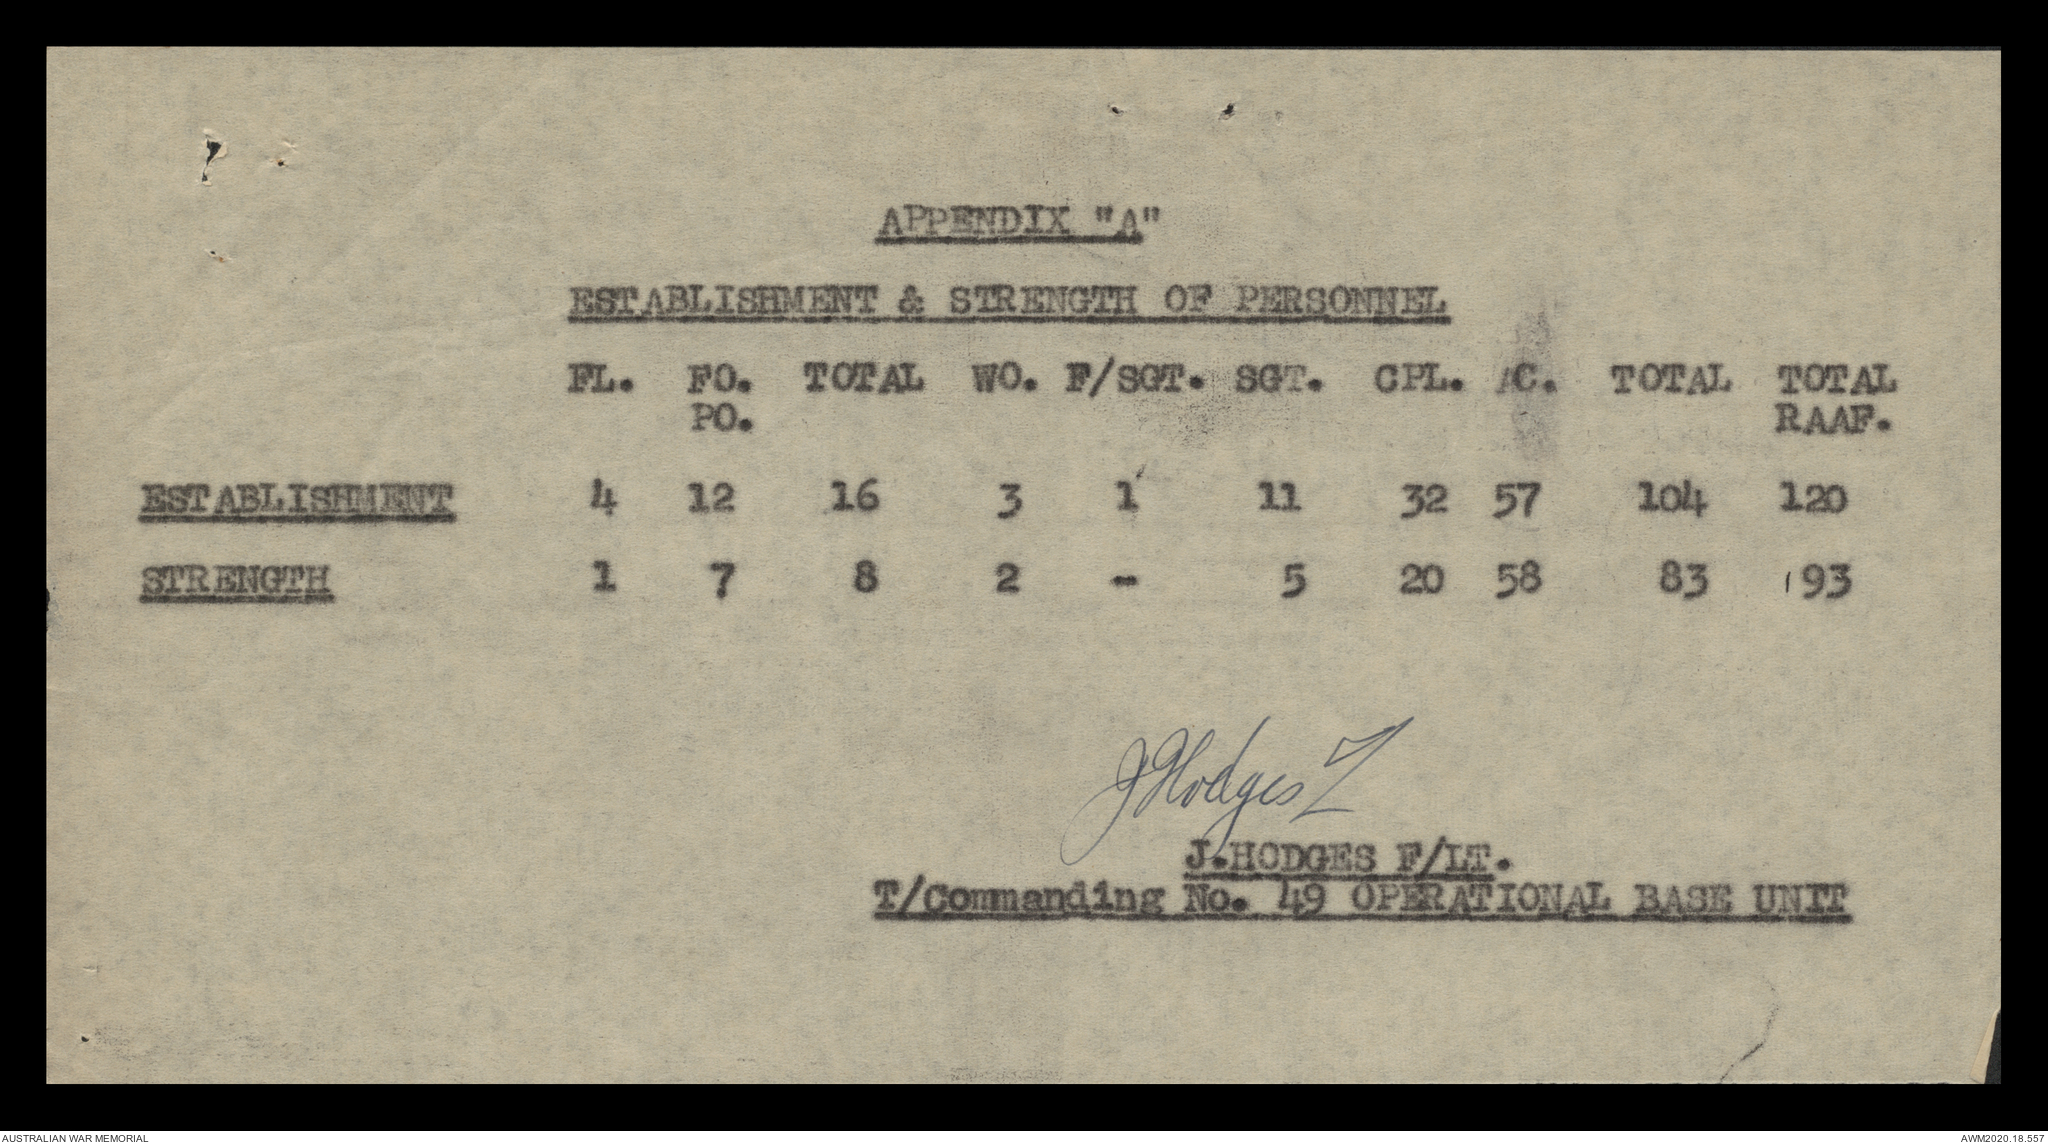 APPENDIX "A"
ESTABLISHMENT & STRENGTH OF PERSONNEL
FL. FO. TOTAL WO. F/SGT. SGT. CPL. AC. TOTAL TOTAL
PO. RAAF.
ESTABLISHMENT 4 12 16 3 1 11 32 57 104 120
STRENGTH 1 7 8 2 - 5 20 58 83 93
JHodges
J.HODGES F/LT.
T/Commanding No. 49 OPERATIONAL BASE UNIT
AUSTRALIAN WAR MEMORIAL AWM2020.18.557